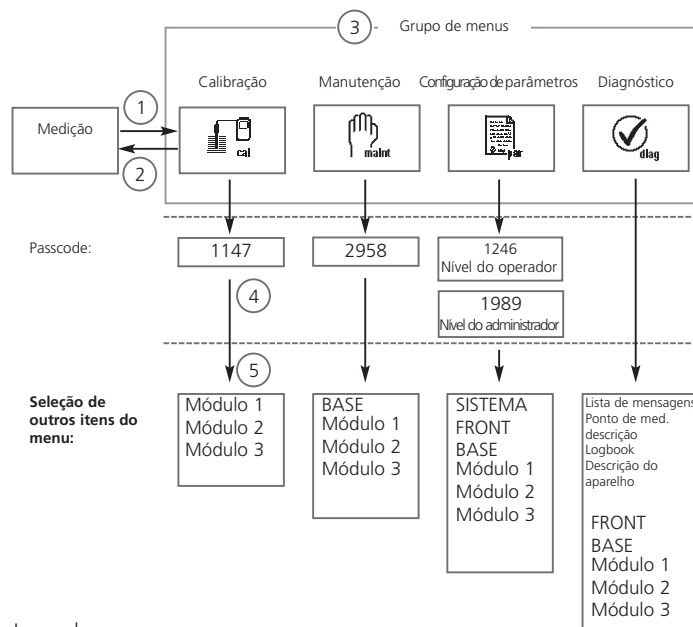 3 Grupo de menus
Calibração Manutenção Configuração de parâmetros Diagnóstico
Medição
1
2
cal
maint
par
diag
Passcode:
1147
2958
1246
Nível do operador
1989
Nível do administrador
4
5
Seleção de
outros itens do
menu:
Módulo 1
Módulo 2
Módulo 3
BASE
Módulo 1
Módulo 2
Módulo 3
SISTEMA
FRONT
BASE
Módulo 1
Módulo 2
Módulo 3
Lista de mensagens
Ponto de med.
descrição
Logbook
Descrição do
aparelho
FRONT
BASE
Módulo 1
Módulo 2
Módulo 3